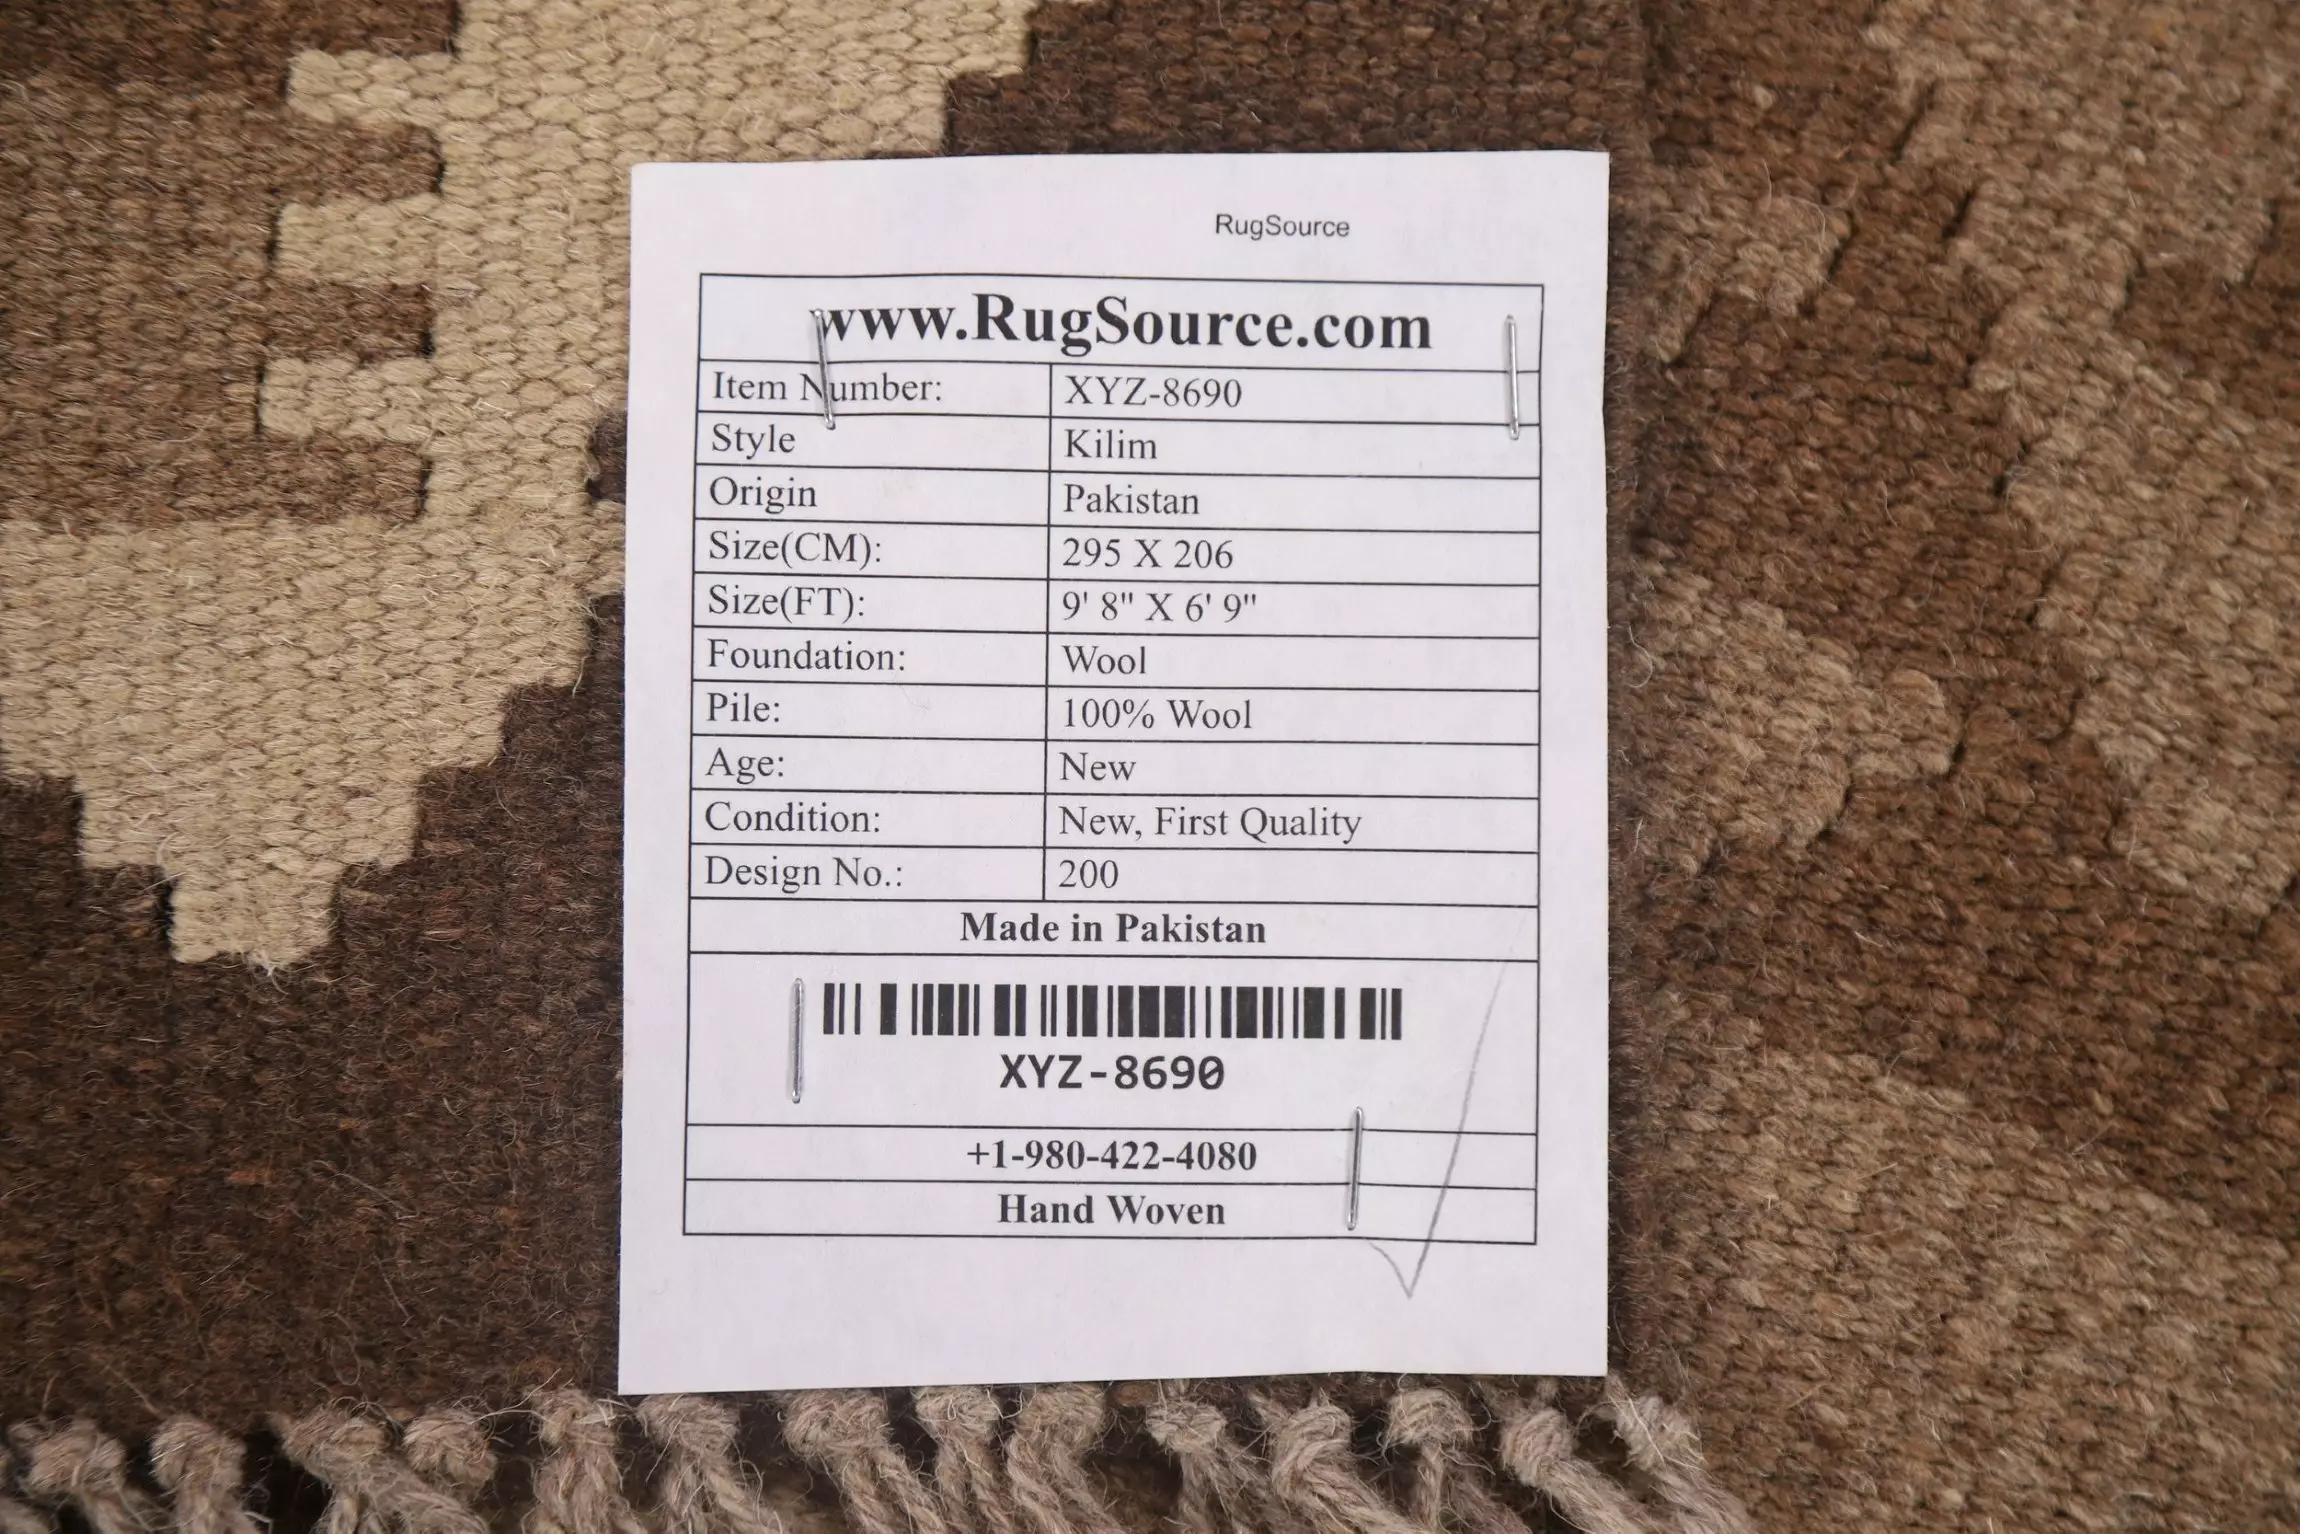 RugSource
www.RugSource.com
Item Number: XYZ-8690
Style Kilim
Origin Pakistan
Size(CM): 295 X 206
Size(FT): 9' 8" X 6' 9"
Foundation: Wool
Pile: 100% Wool
Age: New
Condition: New, First Quality
Design No.: 200
Made in Pakistan
XYZ-8690
+1-980-422-4080
Hand Woven